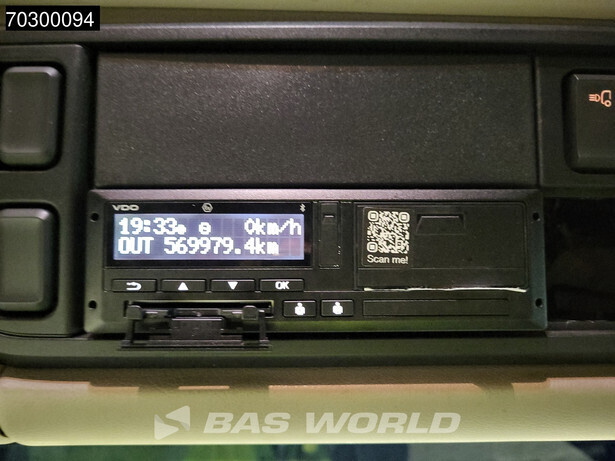 70300094
VDO
19:33 0km/h
OUT 569979.4km
Scan me!
OK
BAS WORLD